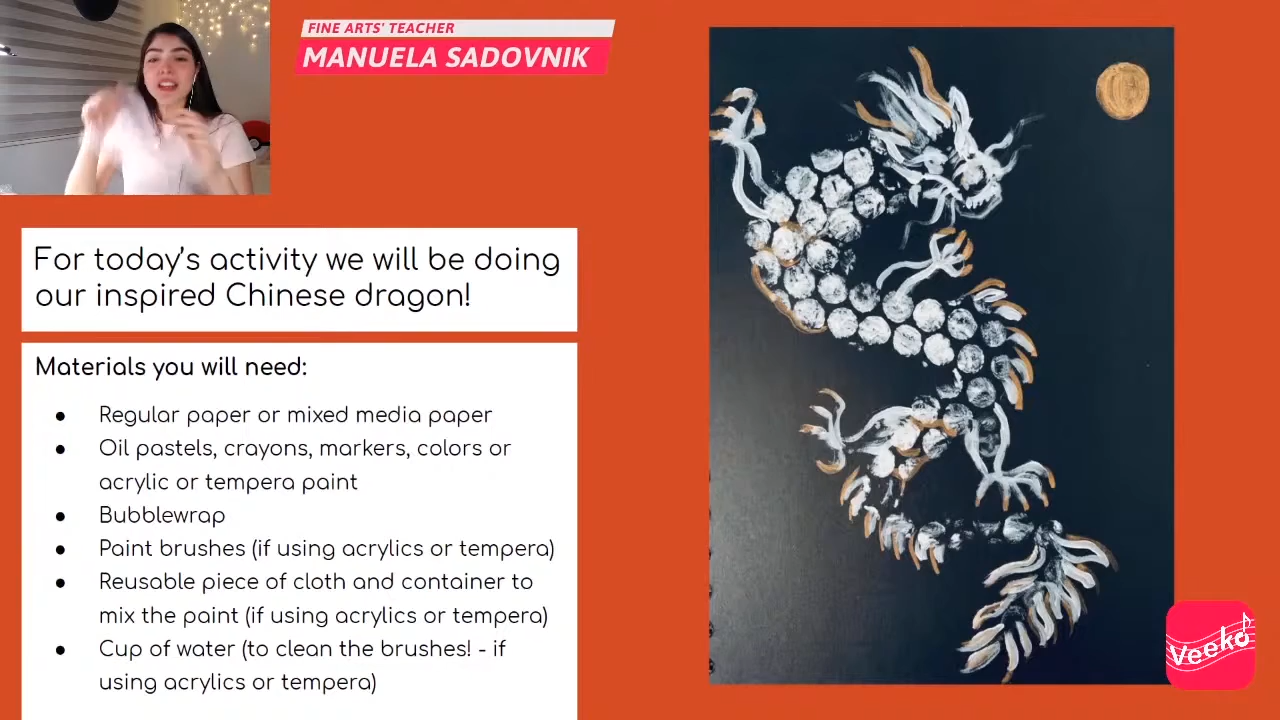 FINE ARTS' TEACHER
MANUELA SADOVNIK
For today's activity we will be doing
our inspired Chinese dragon!
Materials you will need:
● Regular paper or mixed media paper
● Oil pastels, crayons, markers, colors or
acrylic or tempera paint
● Bubblewrap
● Paint brushes (if using acrylics or tempera)
● Reusable piece of cloth and container to
mix the paint (if using acrylics or tempera)
● Cup of water (to clean the brushes! - if
using acrylics or tempera)
Veeko